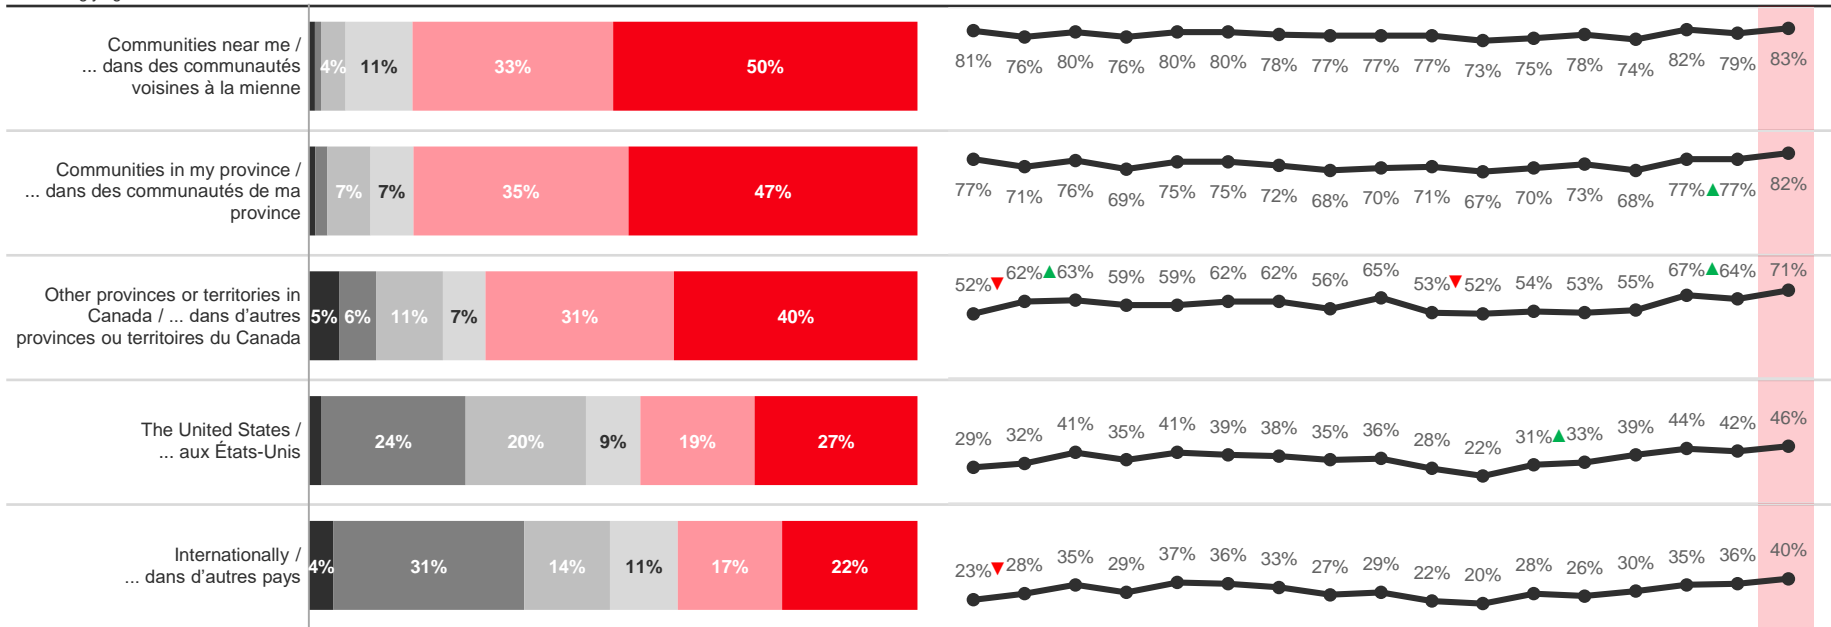 Communities near me /
... dans des communautés
voisines à la mienne
4% 11% 33% 50%
81% 76% 80% 76% 80% 80% 78% 77% 77% 77% 73% 75% 78% 74% 82% 79% 83%
Communities in my province /
... dans des communautés de ma
province
7% 7% 35% 47%
77% 71% 76% 69% 75% 75% 72% 68% 70% 71% 67% 70% 73% 68% 77% 77% 82%
Other provinces or territories in
Canada / ... dans d'autres
provinces ou territoires du Canada
5% 6% 11% 7% 31% 40%
52% 62% 63% 59% 59% 62% 62% 56% 65% 53% 52% 54% 53% 55% 67% 64% 71%
The United States /
... aux États-Unis
24% 20% 9% 19% 27%
29% 32% 41% 35% 41% 39% 38% 35% 36% 28% 22% 31% 33% 39% 44% 42% 46%
Internationally /
... dans d'autres pays
4% 31% 14% 11% 17% 22%
23% 28% 35% 29% 37% 36% 33% 27% 29% 22% 20% 28% 26% 30% 35% 36% 40%